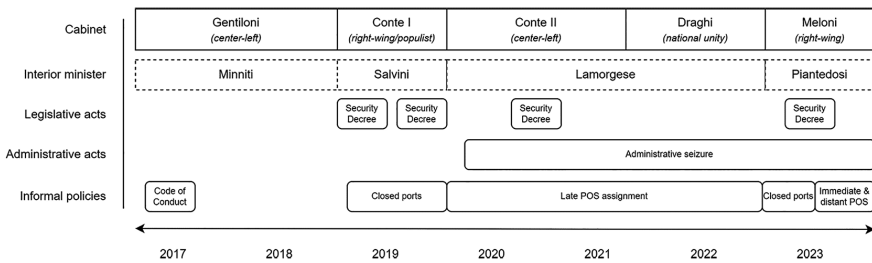 Cabinet
Gentiloni
(center-left)
Conte I
(right-wing/populist)
Conte II
(center-left)
Draghi
(national unity)
Meloni
(right-wing)
Interior minister
Minniti
Salvini
Lamorgese
Piantedosi
Legislative acts
Security
Decree
Security
Decree
Security
Decree
Security
Decree
Administrative acts
Administrative seizure
Informal policies
Code of
Conduct
Closed ports
Late POS assignment
Closed ports
Immediate &
distant POS
2017
2018
2019
2020
2021
2022
2023